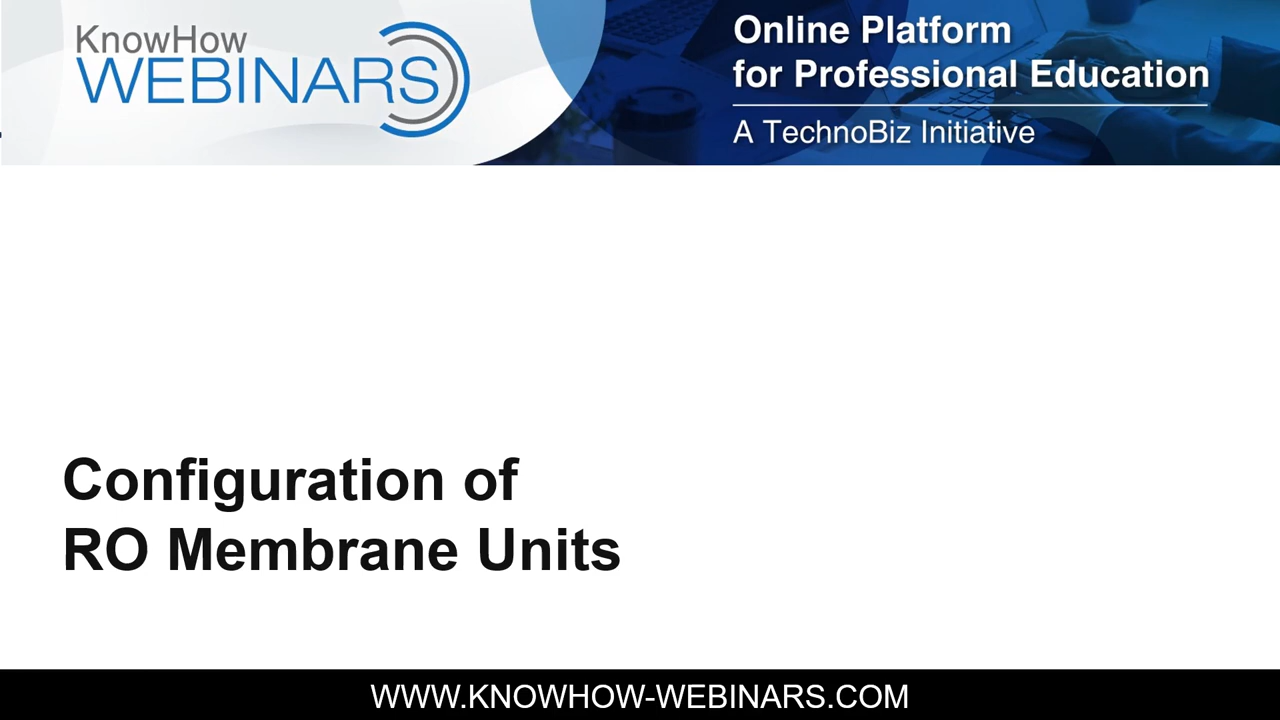 KnowHow
WEBINARS
Online Platform
for Professional Education
A TechnoBiz Initiative
Configuration of
RO Membrane Units
WWW.KNOWHOW-WEBINARS.COM